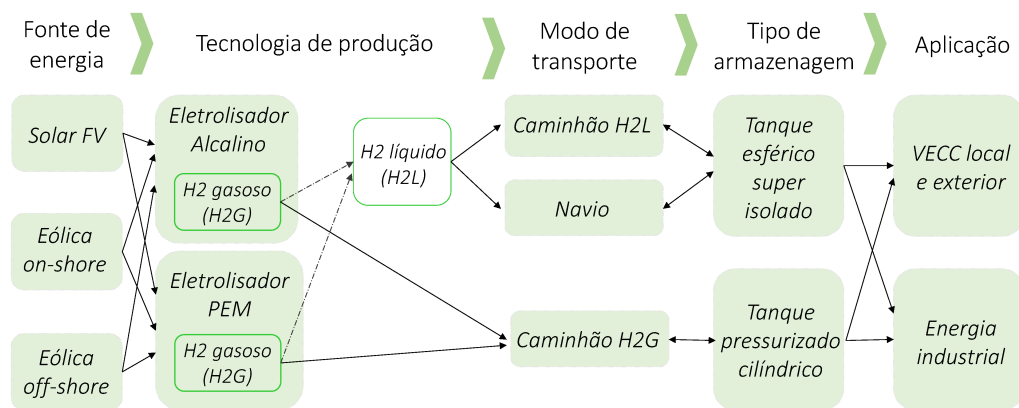 Fonte de
energia
Tecnologia de produção
Modo de
transporte
Tipo de
armazenagem
Aplicação
Solar FV
Eólica
on-shore
Eólica
off-shore
Eletrolisador
Alcalino
H2 gasoso
(H2G)
Eletrolisador
PEM
H2 gasoso
(H2G)
H2 líquido
(H2L)
Caminhão H2L
Navio
Caminhão H2G
Tanque
esférico
super
isolado
Tanque
pressurizado
cilíndrico
VECC local
e exterior
Energia
industrial